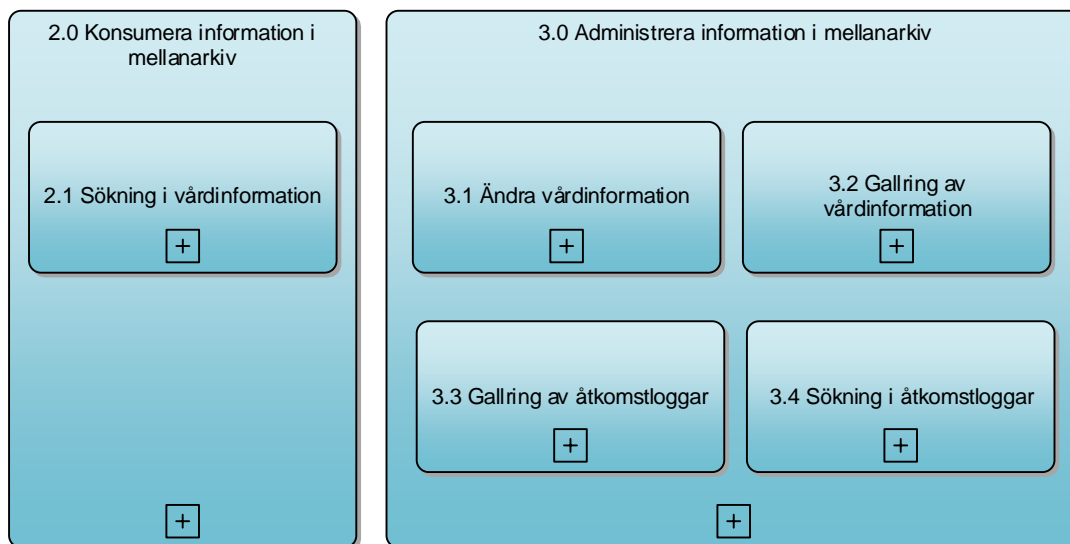 2.0 Konsumera information i
mellanarkiv
2.1 Sökning i vårdinformation
3.0 Administrera information i mellanarkiv
3.1 Ändra vårdinformation
3.2 Gallring av
vårdinformation
3.3 Gallring av åtkomstloggar
3.4 Sökning i åtkomstloggar